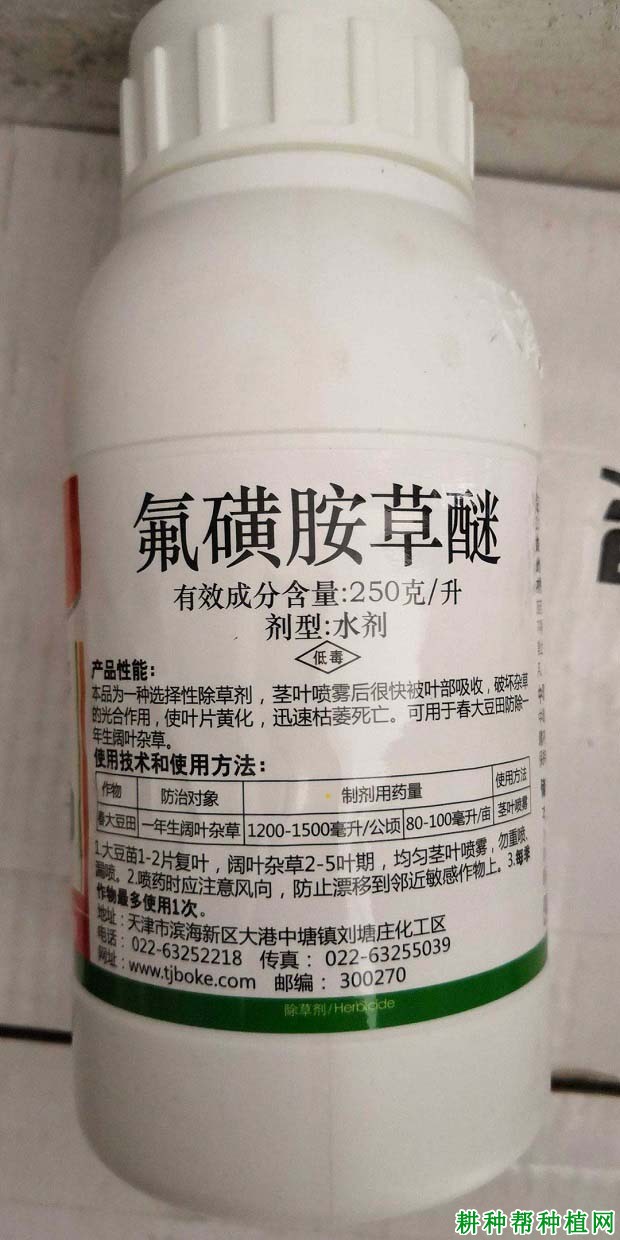 氟磺胺草醚
有效成分含量:250克/升
剂型:水剂
低毒
产品性能:
本品为一种选择性除草剂，茎叶喷雾后很快被叶部吸收，破坏杂草
的光合作用，使叶片黄化，迅速枯萎死亡。可用于春大豆田防除一
年生阔叶杂草。
使用技术和使用方法:
作物 防治对象 制剂用药量 使用方法
春大豆田 一年生阔叶杂草 1200-1500毫升/公顷 80-100毫升/亩 茎叶喷雾
1.大豆苗1-2片复叶，阔叶杂草2-5叶期，均匀茎叶喷雾，勿重喷、
漏喷。2.喷药时应注意风向，防止漂移到邻近敏感作物上。3.每季
作物最多使用1次。
地址: 天津市滨海新区大港中塘镇刘塘庄化工区
电话: 022-63252218 传真: 022-63255039
网址: www.tjboke.com 邮编: 300270
除草剂/Herbicide
耕种帮种植网